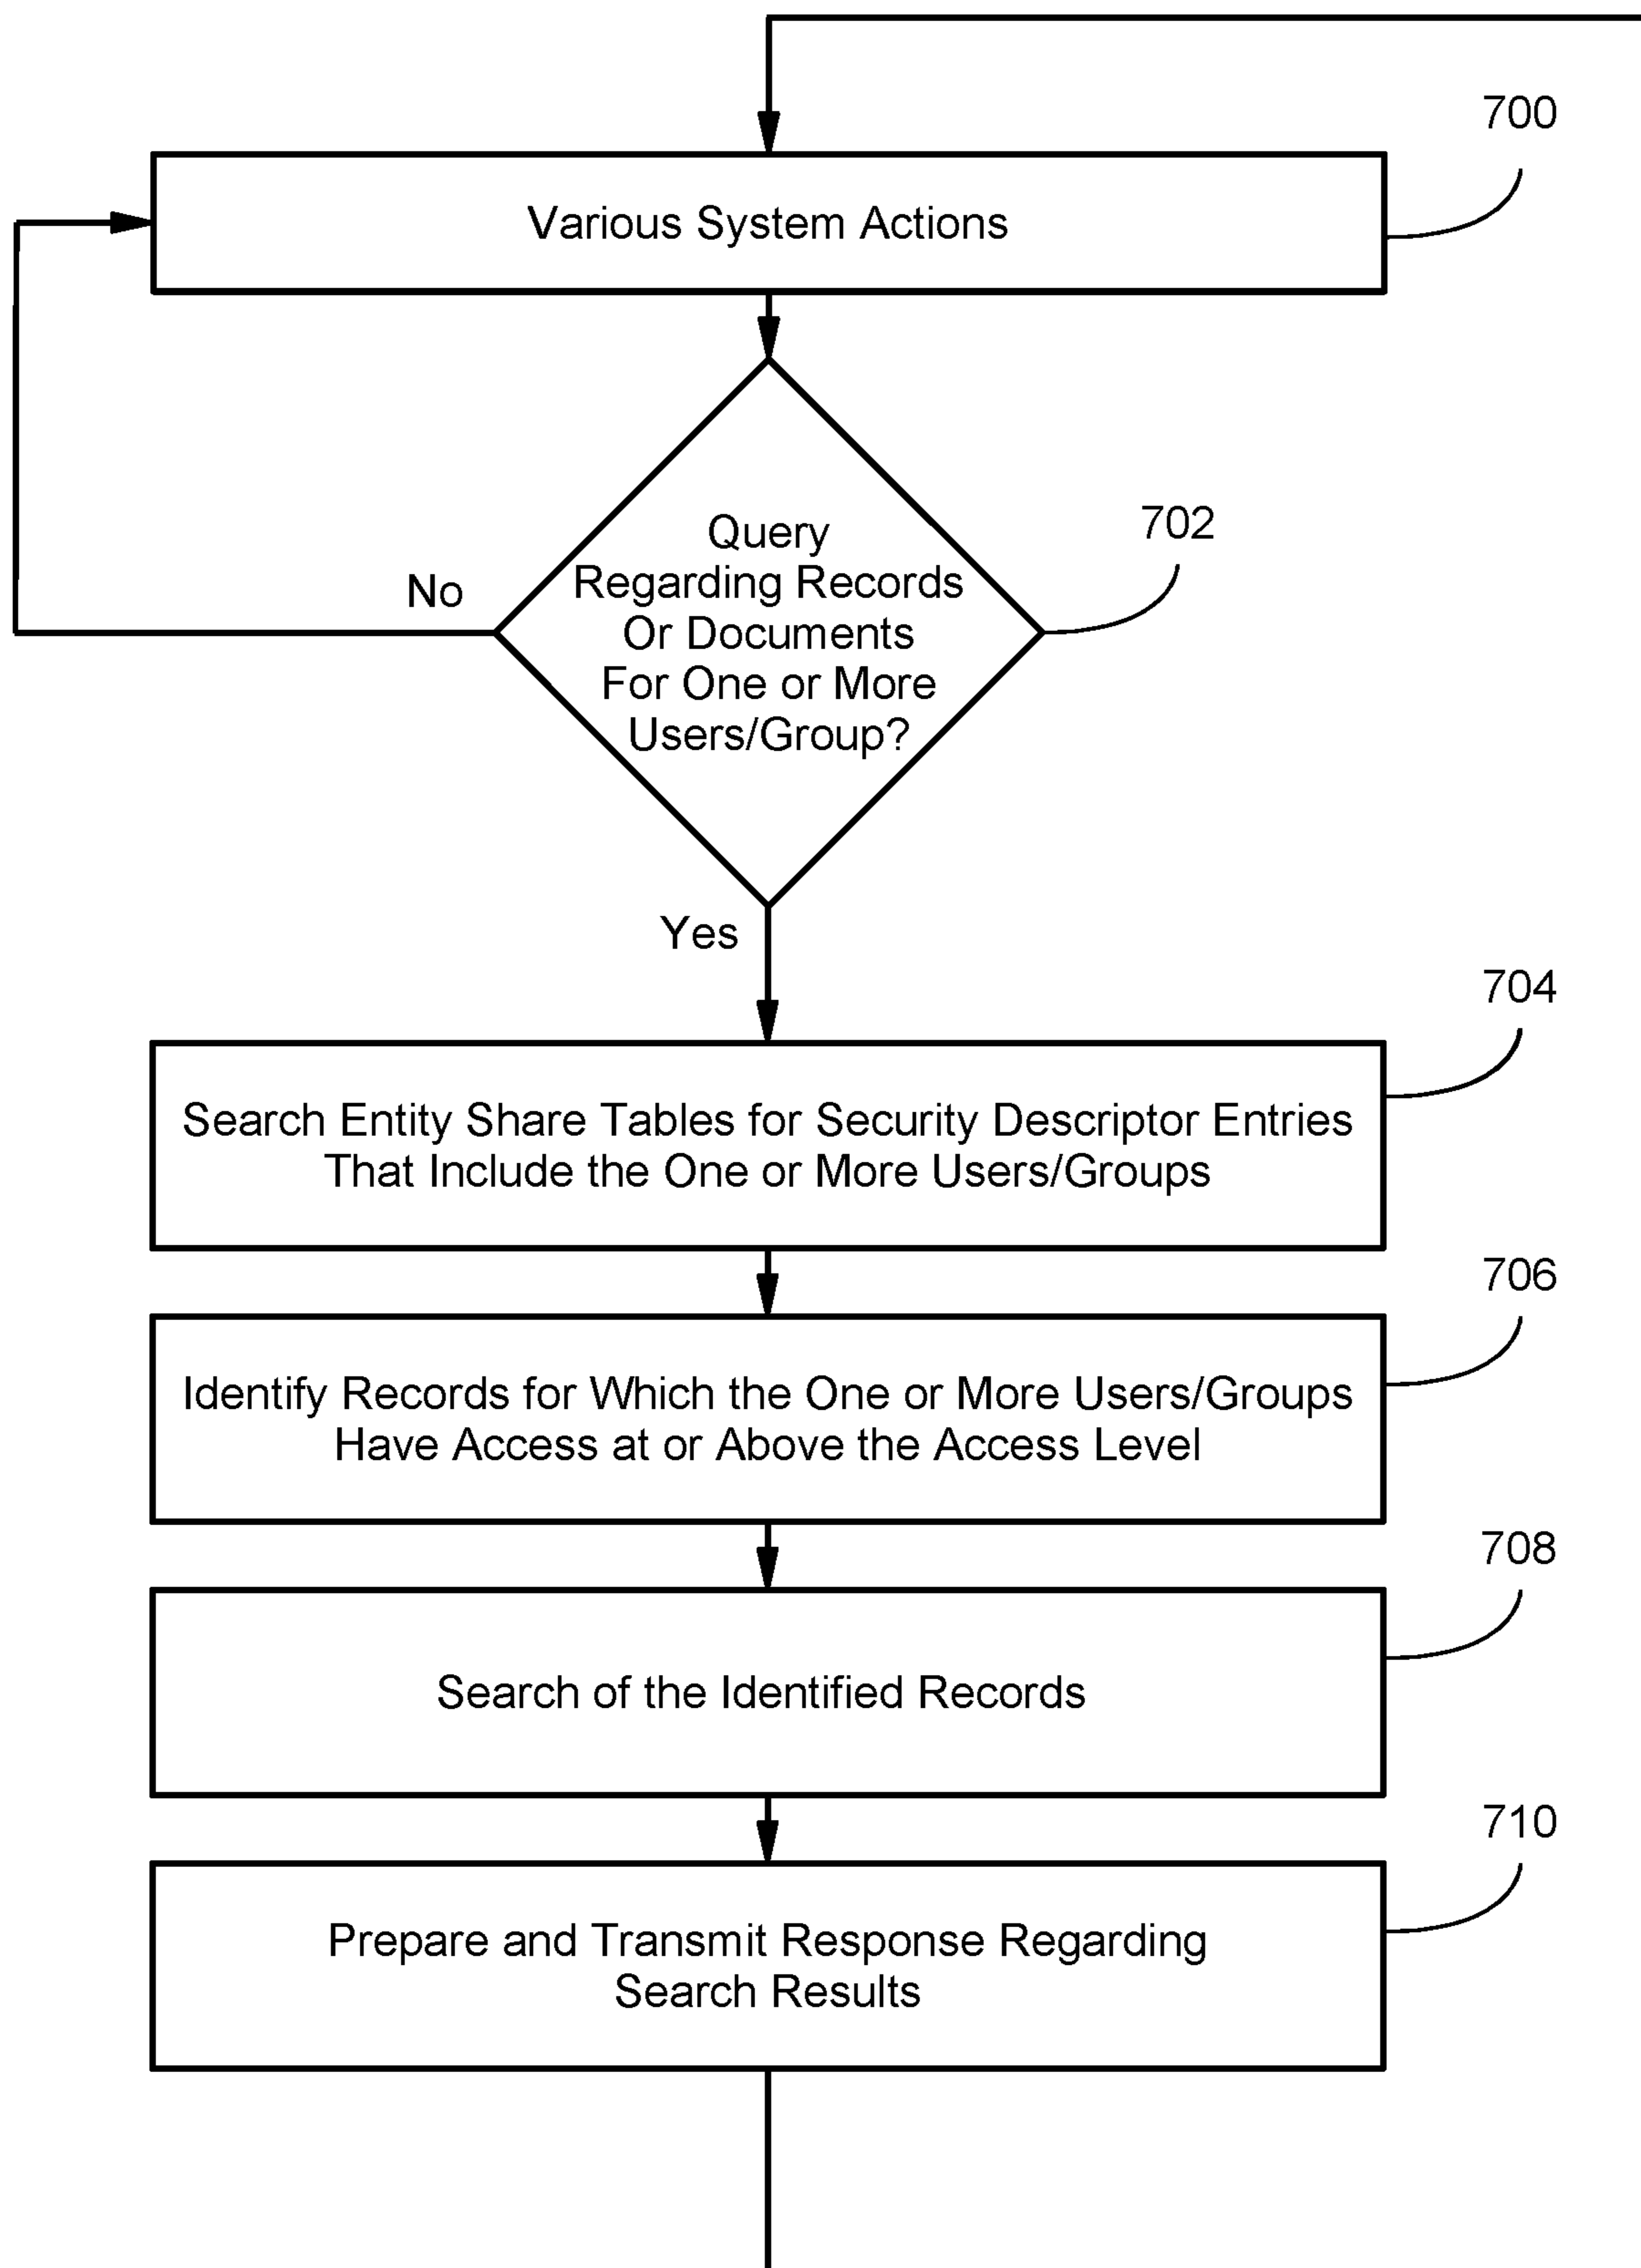 700
Various System Actions
702
Query
Regarding Records
Or Documents
For One or More
Users/Group?
No
Yes
704
Search Entity Share Tables for Security Descriptor Entries
That Include the One or More Users/Groups
706
Identify Records for Which the One or More Users/Groups
Have Access at or Above the Access Level
708
Search of the Identified Records
710
Prepare and Transmit Response Regarding
Search Results